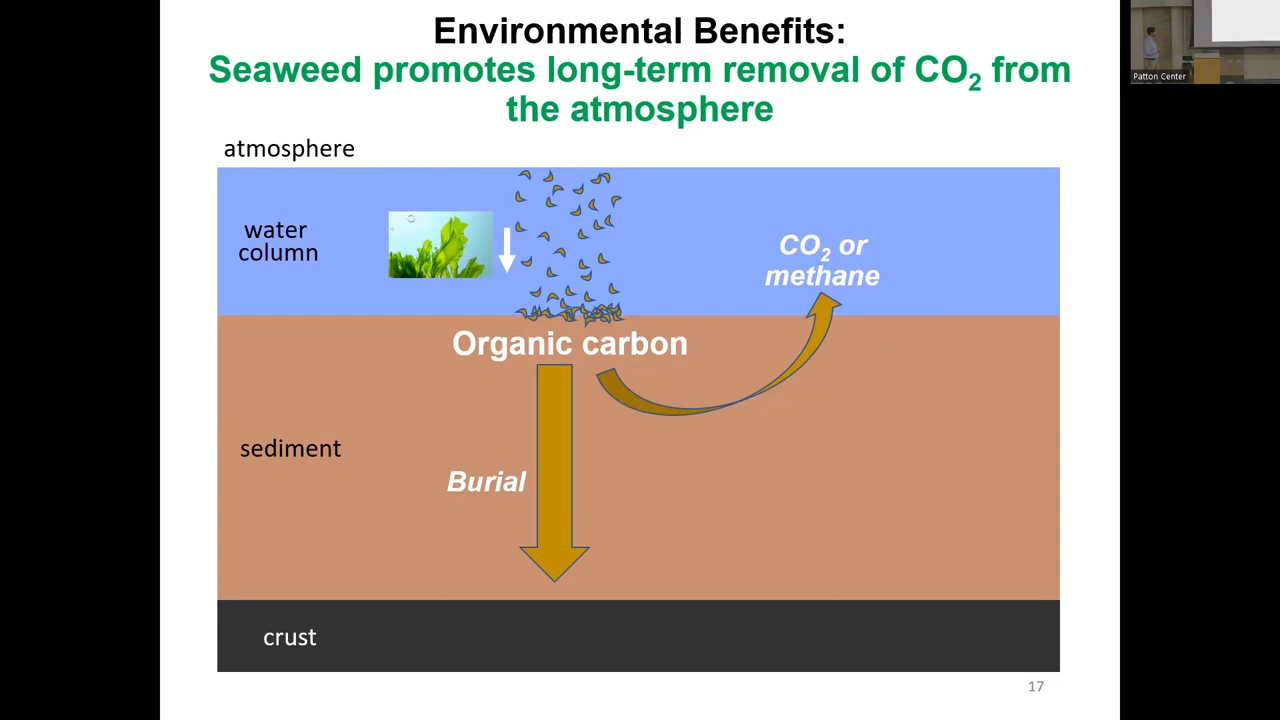 Environmental Benefits:
Seaweed promotes long-term removal of CO₂ from
the atmosphere
Patton Center
atmosphere
water
column
CO₂ or
methane
Organic carbon
sediment
Burial
crust
17